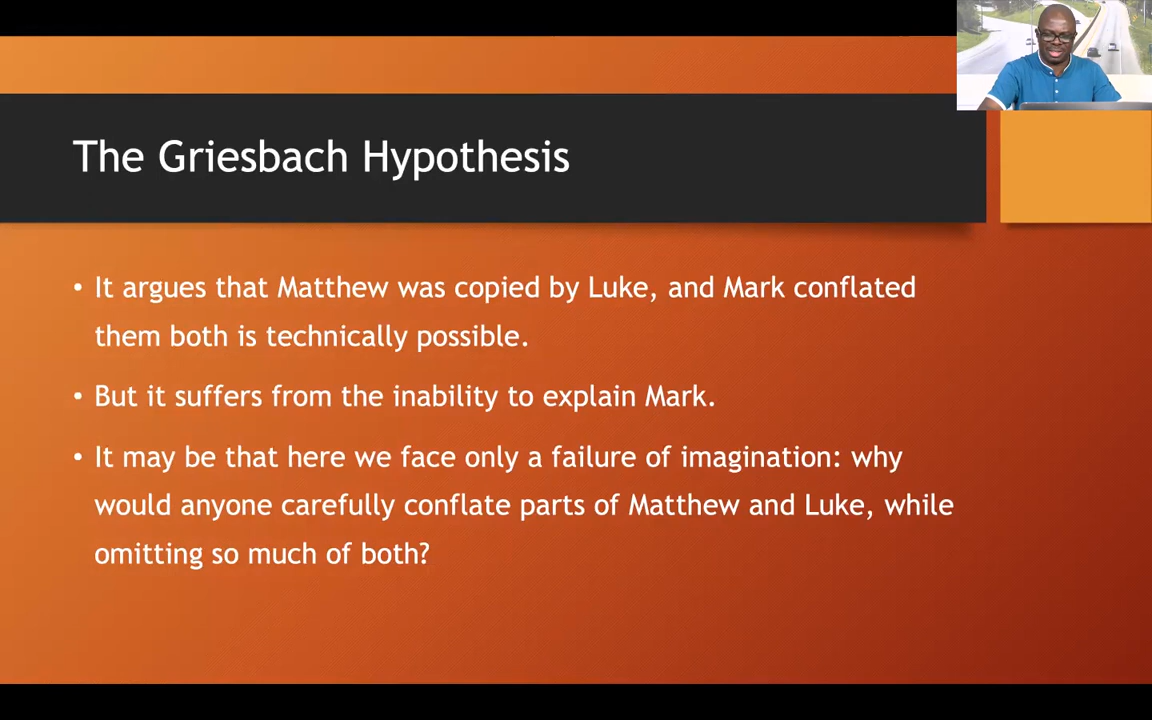 The Griesbach Hypothesis
• It argues that Matthew was copied by Luke, and Mark conflated
them both is technically possible.
• But it suffers from the inability to explain Mark.
• It may be that here we face only a failure of imagination: why
would anyone carefully conflate parts of Matthew and Luke, while
omitting so much of both?